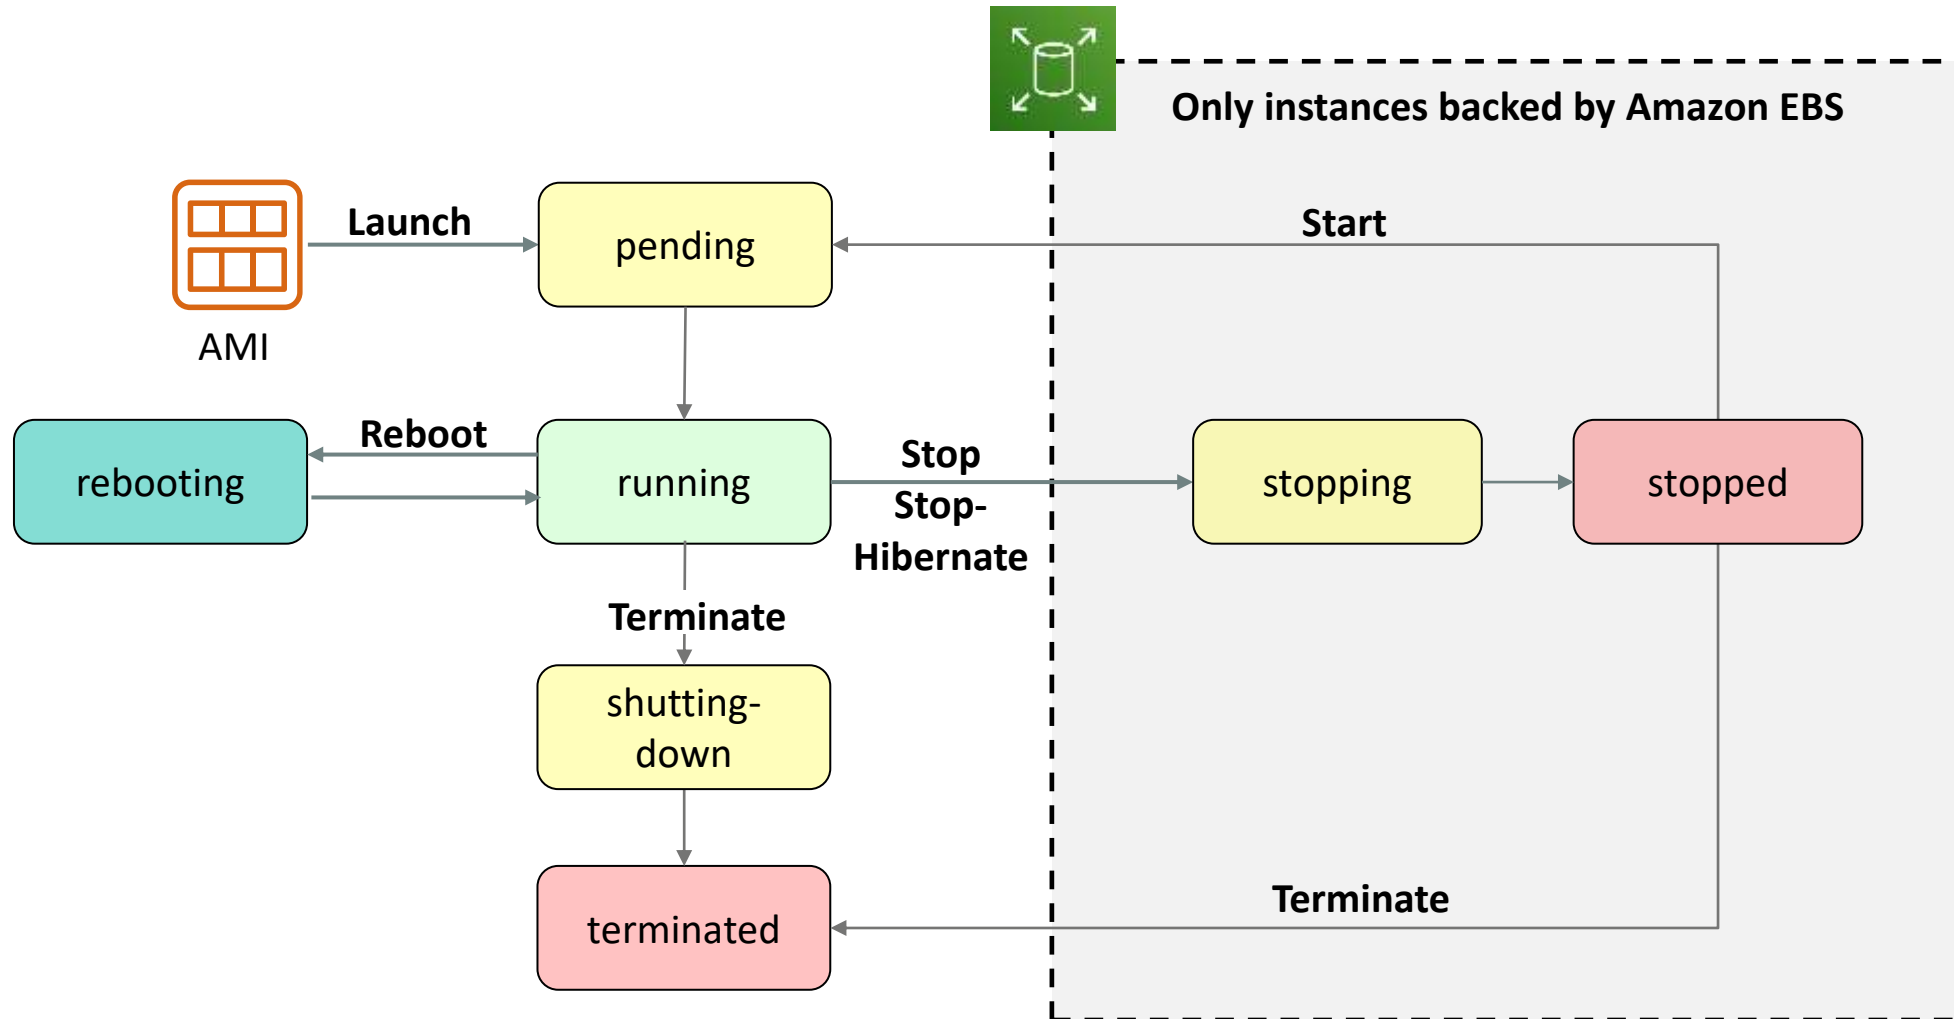 Only instances backed by Amazon EBS
Launch
pending
Start
AMI
rebooting
Reboot
running
Stop
Stop-
Hibernate
stopping
stopped
Terminate
shutting-
down
terminated
Terminate